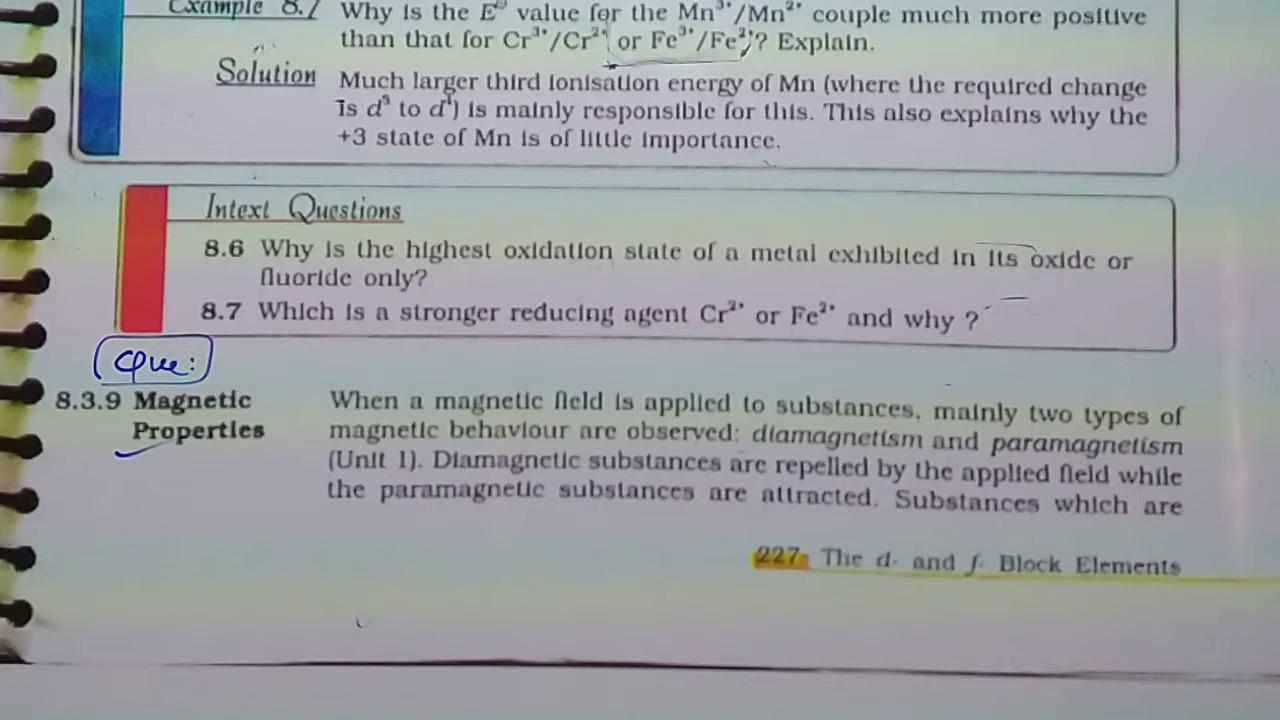 Example 8.7 Why is the E⊖ value for the Mn³⁺/Mn²⁺ couple much more positive
than that for Cr³⁺/Cr²⁺ or Fe³⁺/Fe²⁺? Explain.
Solution Much larger third ionisation energy of Mn (where the required change
is d⁵ to d⁴) is mainly responsible for this. This also explains why the
+3 state of Mn is of little importance.
Intext Questions
8.6 Why is the highest oxidation state of a metal exhibited in its oxide or
fluoride only?
8.7 Which is a stronger reducing agent Cr²⁺ or Fe²⁺ and why ?
Que:
8.3.9 Magnetic
Properties
When a magnetic field is applied to substances, mainly two types of
magnetic behaviour are observed: diamagnetism and paramagnetism
(Unit 1). Diamagnetic substances are repelled by the applied field while
the paramagnetic substances are attracted. Substances which are
227 The d- and f- Block Elements